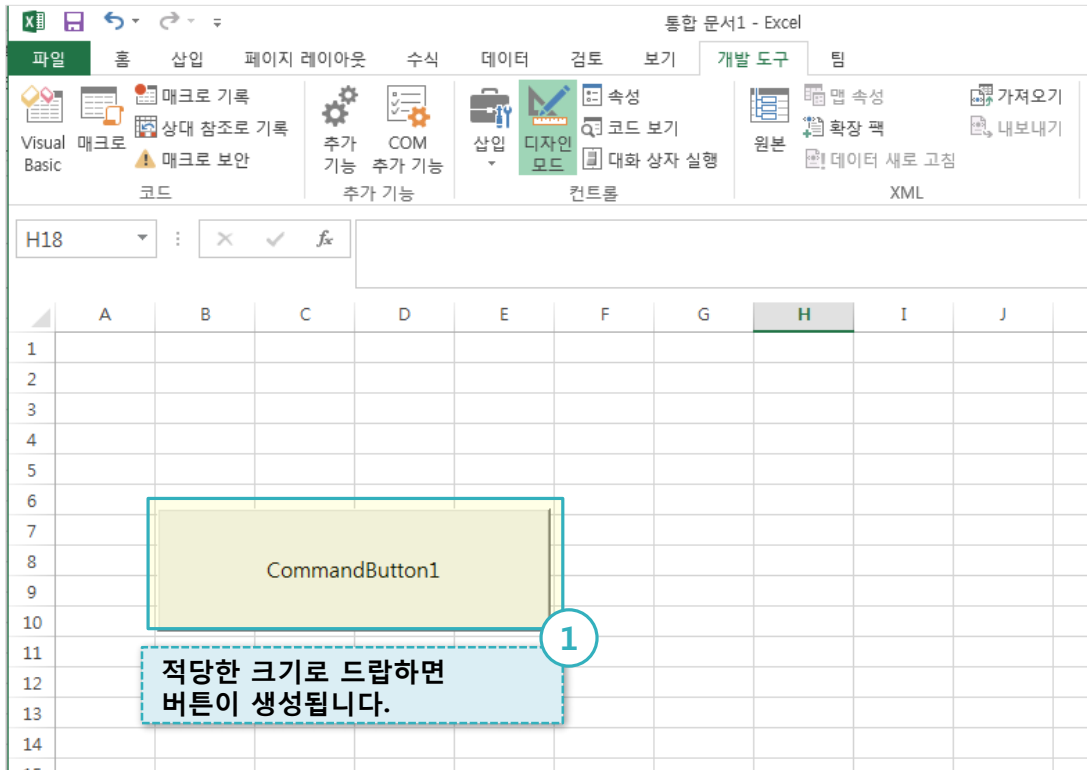 통합 문서1 - Excel
파일 홈 삽입 페이지 레이아웃 수식 데이터 검토 보기 개발 도구 팀
Visual Basic
매크로
매크로 기록
상대 참조로 기록
매크로 보안
코드
추가 기능
COM 추가 기능
추가 기능
삽입
디자인 모드
속성
코드 보기
대화 상자 실행
컨트롤
원본
맵 속성
확장 팩
데이터 새로 고침
가져오기
내보내기
XML
H18 fx
A B C D E F G H I J
1
2
3
4
5
6
7
8
9
10
11
12
13
14
CommandButton1
1
적당한 크기로 드랍하면
버튼이 생성됩니다.